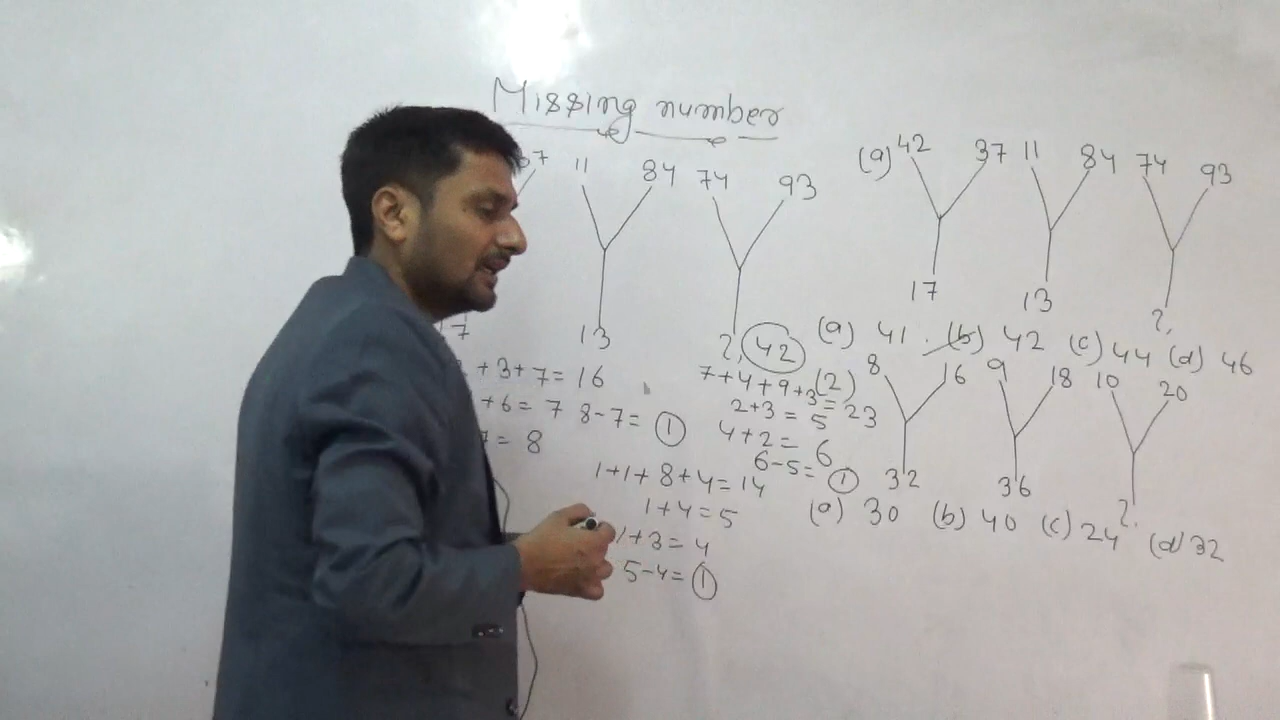 Missing number
7 11 84 74 93
17 13 ? 42
+ 3 + 7 = 16
+ 6 = 7 8 - 7 = 1
7 = 8
1 + 1 + 8 + 4 = 14
1 + 4 = 5
1 + 3 = 4
5 - 4 = 1
7 + 4 + 9 + 3 = 23
2 + 3 = 5
4 + 2 = 6
6 - 5 = 1
(a) 42 37 11 84 74 93
17 13 ?
(a) 41 (b) 42 (c) 44 (d) 46
(2) 8 16 9 18 10 20
32 36 ?
(a) 30 (b) 40 (c) 24 (d) 32